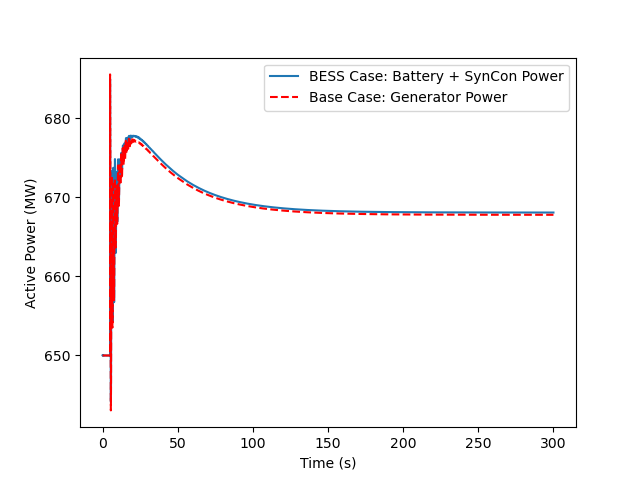 BESS Case: Battery + SynCon Power
Base Case: Generator Power
Active Power (MW)
680
670
660
650
0 50 100 150 200 250 300
Time (s)